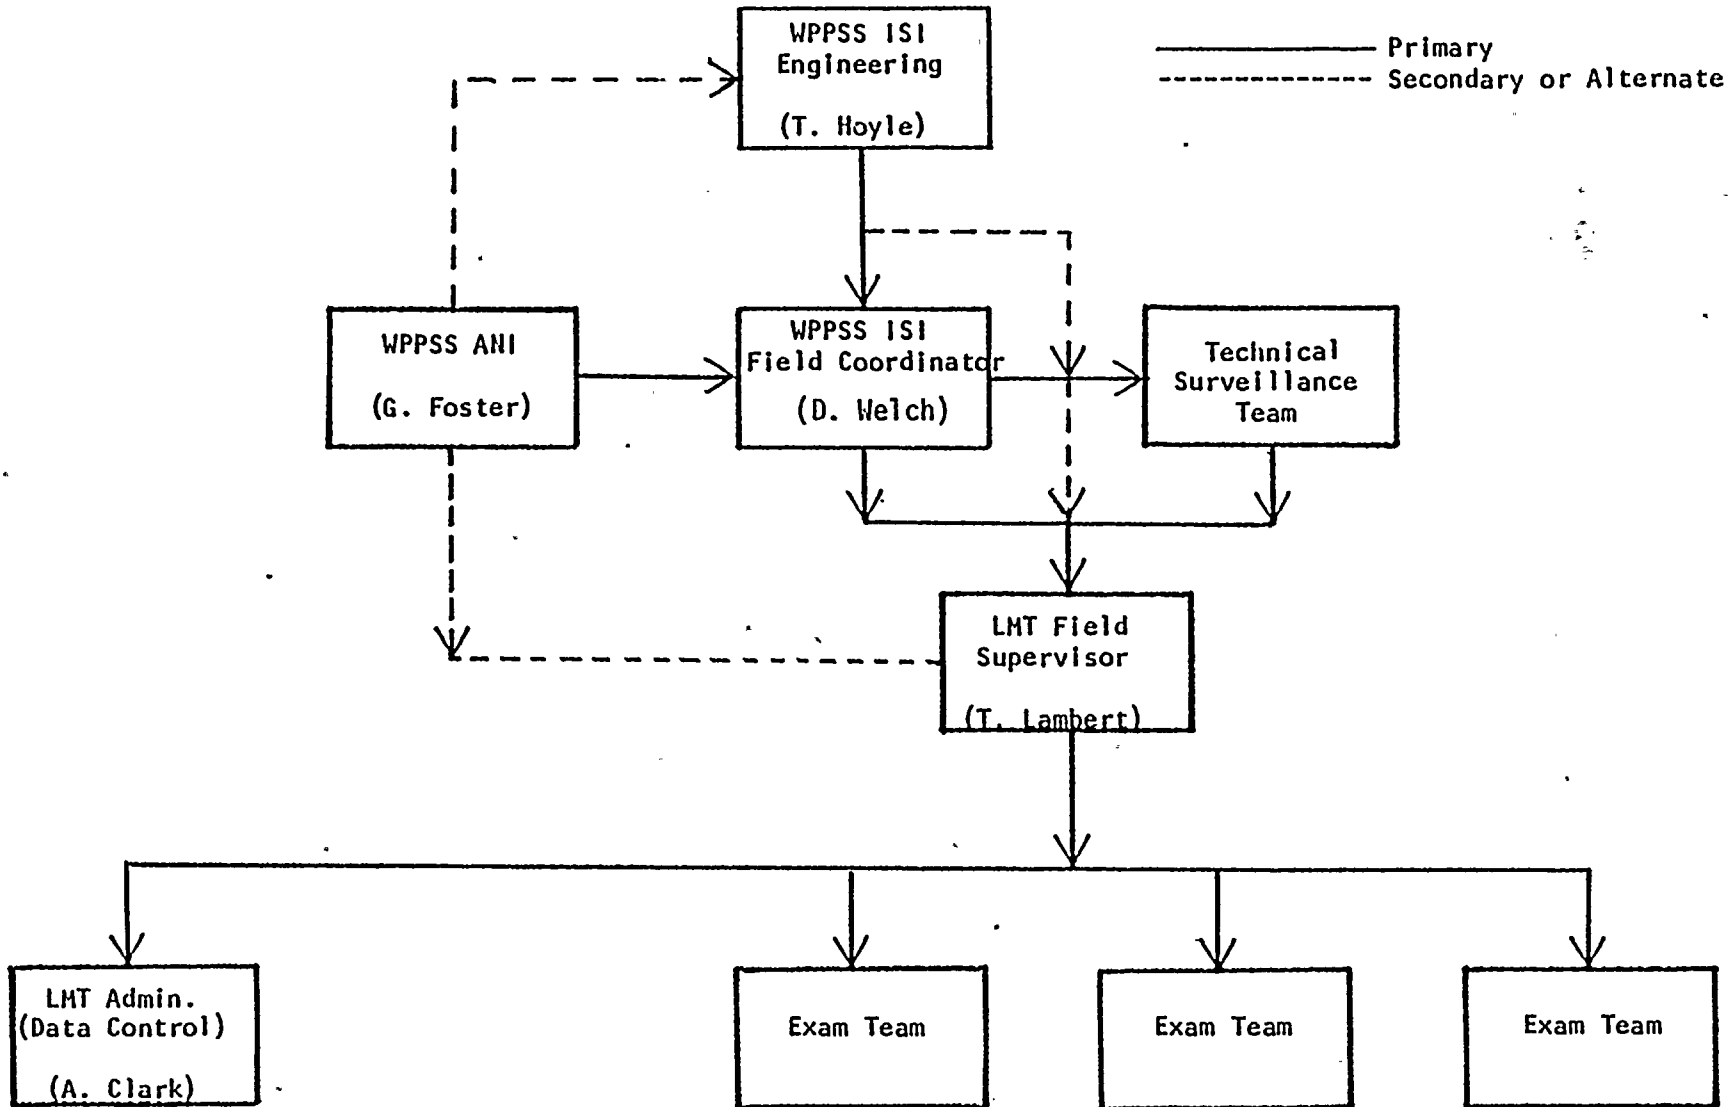 WPPSS ISI
Engineering
(T. Hoyle)
Primary
Secondary or Alternate
WPPSS ANI
(G. Foster)
WPPSS ISI
Field Coordinator
(D. Welch)
Technical
Surveillance
Team
LMT Field
Supervisor
(T. Lambert)
LMT Admin.
(Data Control)
(A. Clark)
Exam Team
Exam Team
Exam Team